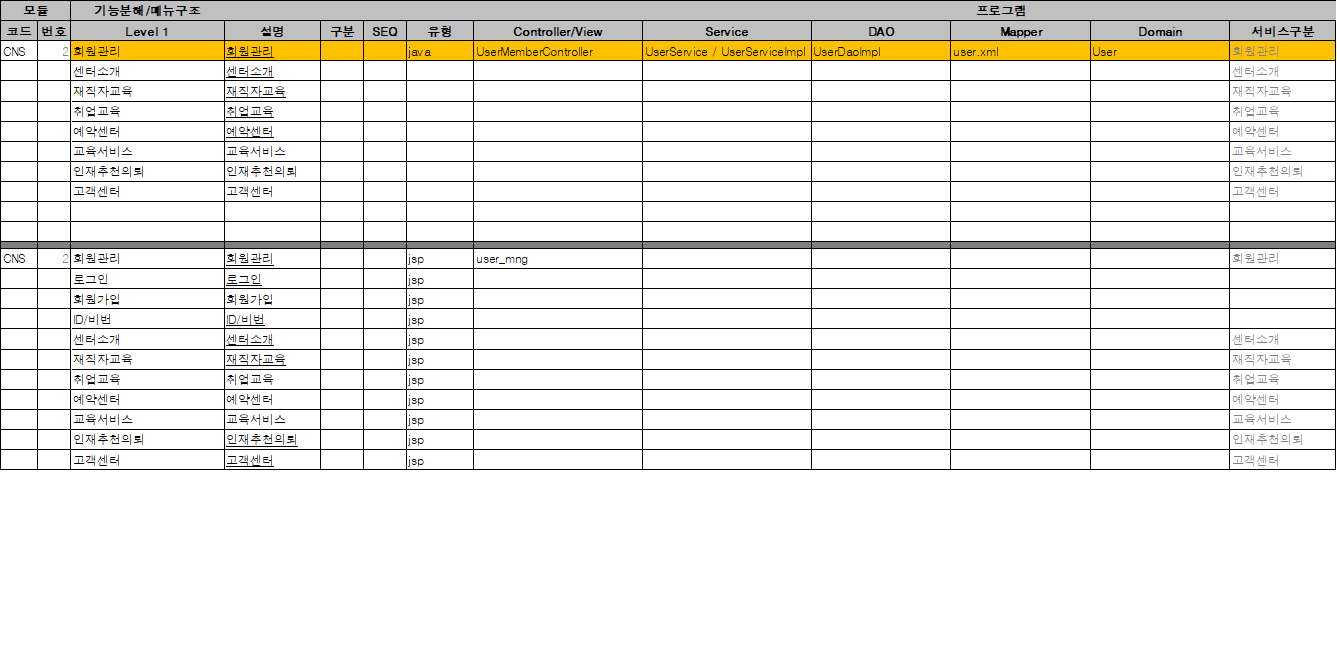 모듈 기능분해/메뉴구조 프로그램
코드 번호 Level 1 설명 구분 SEQ 유형 Controller/View Service DAO Mapper Domain 서비스구분
CNS 2 회원관리 회원관리 java UserMemberController UserService / UserServiceImpl UserDaoImpl user.xml User 회원관리
센터소개 센터소개 센터소개
재직자교육 재직자교육 재직자교육
취업교육 취업교육 취업교육
예약센터 예약센터 예약센터
교육서비스 교육서비스 교육서비스
인재추천의뢰 인재추천의뢰 인재추천의뢰
고객센터 고객센터 고객센터
CNS 2 회원관리 회원관리 jsp user_mng 회원관리
로그인 로그인 jsp
회원가입 회원가입 jsp
ID/비번 ID/비번 jsp
센터소개 센터소개 jsp 센터소개
재직자교육 재직자교육 jsp 재직자교육
취업교육 취업교육 jsp 취업교육
예약센터 예약센터 jsp 예약센터
교육서비스 교육서비스 jsp 교육서비스
인재추천의뢰 인재추천의뢰 jsp 인재추천의뢰
고객센터 고객센터 jsp 고객센터